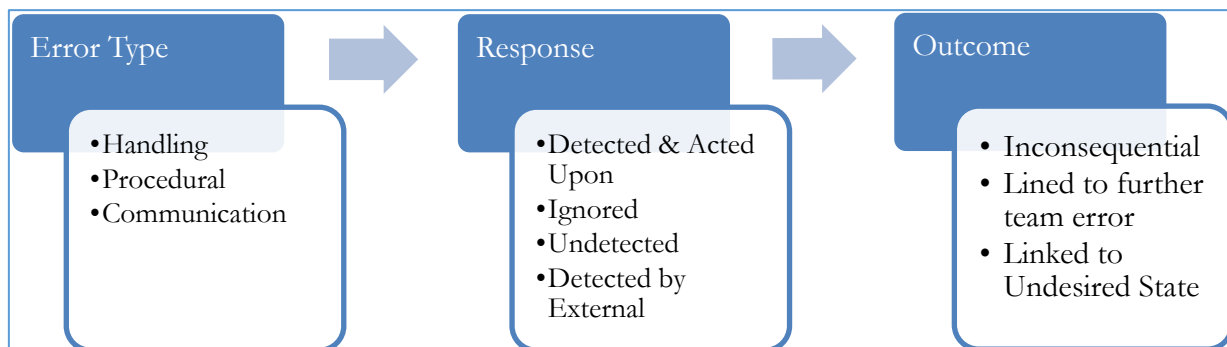 Error Type
•Handling
•Procedural
•Communication
Response
•Detected & Acted
Upon
•Ignored
•Undetected
•Detected by
External
Outcome
• Inconsequential
• Lined to further
team error
• Linked to
Undesired State